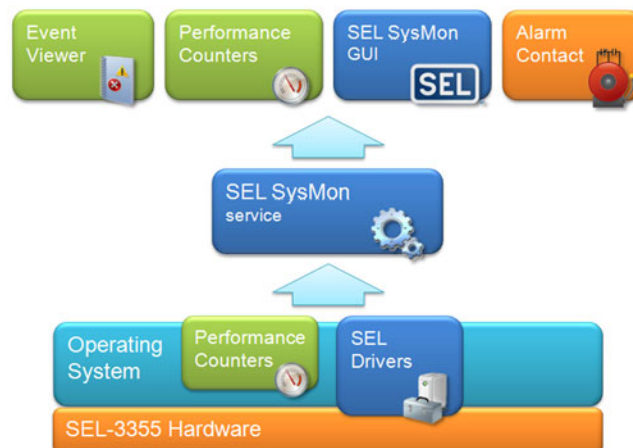 Event
Viewer
Performance
Counters
SEL SysMon
GUI
SEL
Alarm
Contact
SEL SysMon
service
Operating
System
Performance
Counters
SEL
Drivers
SEL-3355 Hardware